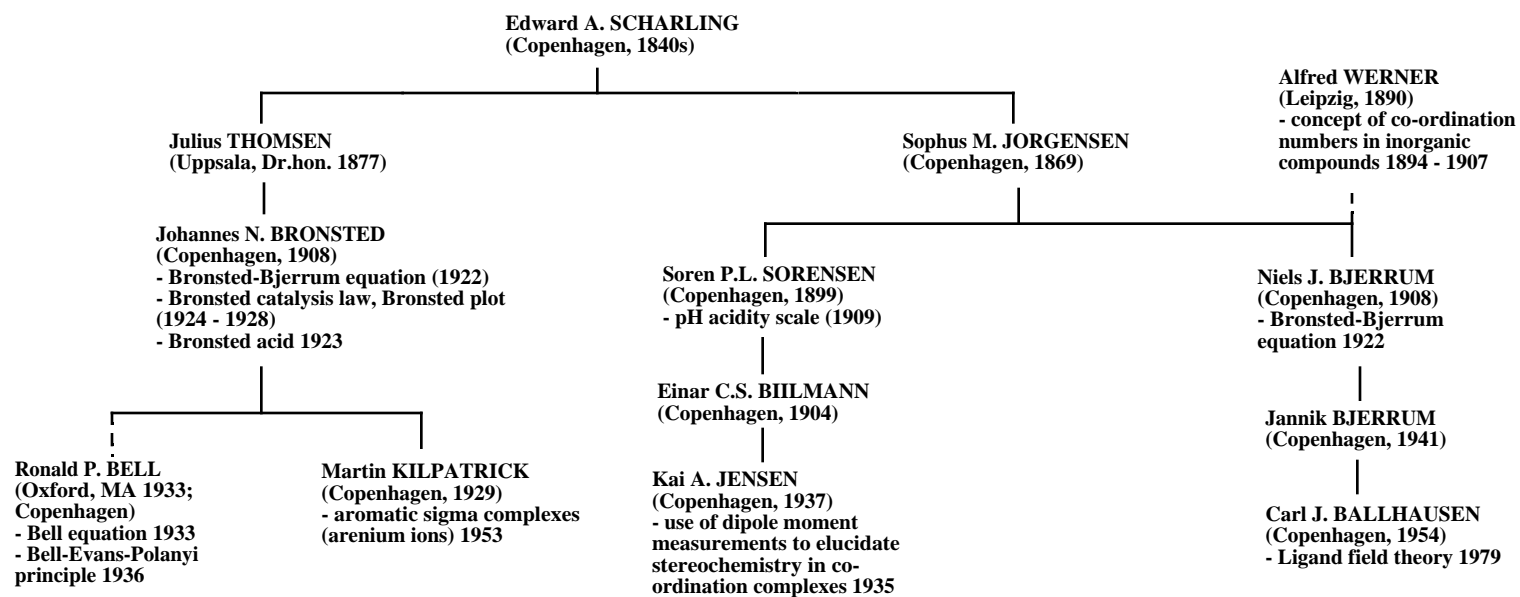 Edward A. SCHARLING
(Copenhagen, 1840s)
Alfred WERNER
(Leipzig, 1890)
- concept of co-ordination
numbers in inorganic
compounds 1894 - 1907
Julius THOMSEN
(Uppsala, Dr.hon. 1877)
Sophus M. JORGENSEN
(Copenhagen, 1869)
Johannes N. BRONSTED
(Copenhagen, 1908)
- Bronsted-Bjerrum equation (1922)
- Bronsted catalysis law, Bronsted plot
(1924 - 1928)
- Bronsted acid 1923
Soren P.L. SORENSEN
(Copenhagen, 1899)
- pH acidity scale (1909)
Niels J. BJERRUM
(Copenhagen, 1908)
- Bronsted-Bjerrum
equation 1922
Einar C.S. BIILMANN
(Copenhagen, 1904)
Jannik BJERRUM
(Copenhagen, 1941)
Ronald P. BELL
(Oxford, MA 1933;
Copenhagen)
- Bell equation 1933
- Bell-Evans-Polanyi
principle 1936
Martin KILPATRICK
(Copenhagen, 1929)
- aromatic sigma complexes
(arenium ions) 1953
Kai A. JENSEN
(Copenhagen, 1937)
- use of dipole moment
measurements to elucidate
stereochemistry in co-
ordination complexes 1935
Carl J. BALLHAUSEN
(Copenhagen, 1954)
- Ligand field theory 1979